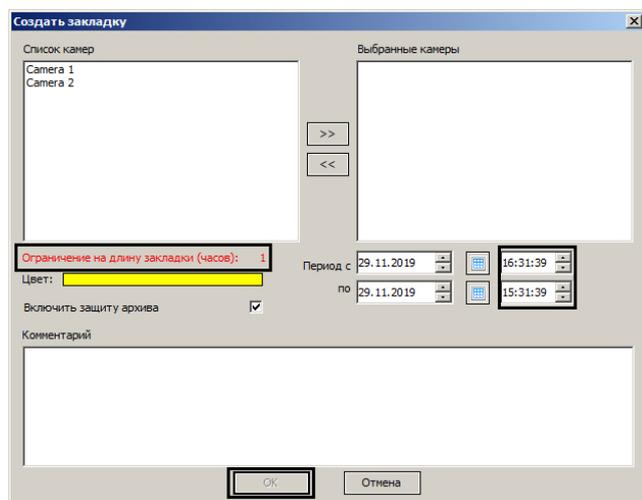 Создать закладку
Список камер
Выбранные камеры
Camera 1
Camera 2
>>
<<
Ограничение на длину закладки (часов): 1
Период с 29.11.2019 16:31:39
Цвет:
по 29.11.2019 15:31:39
Включить защиту архива
Комментарий
OK
Отмена